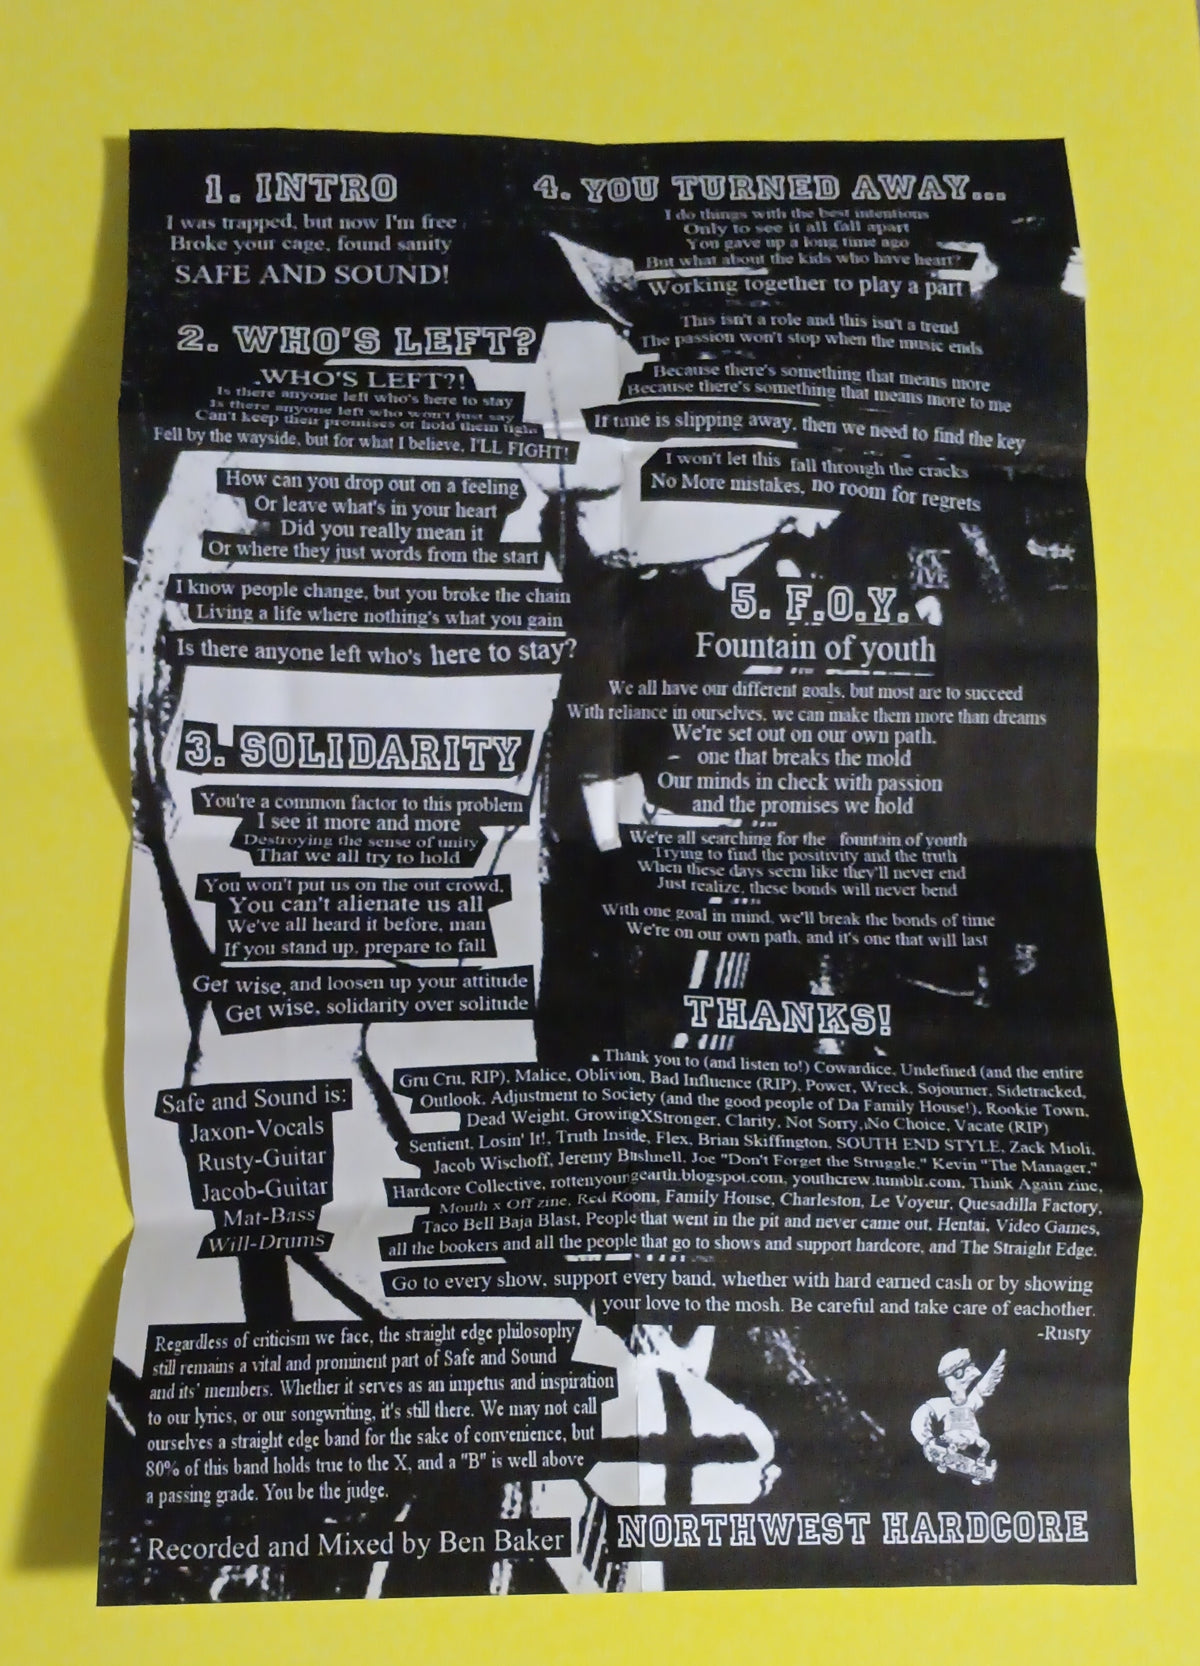 1. INTRO
I was trapped, but now I'm free
Broke your cage, found sanity
SAFE AND SOUND!
2. WHO'S LEFT?
WHO'S LEFT?!
Is there anyone left who's here to stay
Is there anyone left who won't just say
Can't keep their promises or hold them tight
Fell by the wayside, but for what I believe, I'LL FIGHT!
How can you drop out on a feeling
Or leave what's in your heart
Did you really mean it
Or where they just words from the start
I know people change, but you broke the chain
Living a life where nothing's what you gain
Is there anyone left who's here to stay?
3. SOLIDARITY
You're a common factor to this problem
I see it more and more
Destroying the sense of unity
That we all try to hold
You won't put us on the out crowd,
You can't alienate us all
We've all heard it before, man
If you stand up, prepare to fall
Get wise, and loosen up your attitude
Get wise, solidarity over solitude
4. YOU TURNED AWAY...
I do things with the best intentions
Only to see it all fall apart
You gave up a long time ago
But what about the kids who have heart?
Working together to play a part
This isn't a role and this isn't a trend
The passion won't stop when the music ends
Because there's something that means more
Because there's something that means more to me
If time is slipping away, then we need to find the key
I won't let this fall through the cracks
No More mistakes, no room for regrets
5. F.O.Y.
Fountain of youth
We all have our different goals, but most are to succeed
With reliance in ourselves, we can make them more than dreams
We're set out on our own path,
one that breaks the mold
Our minds in check with passion
and the promises we hold
We're all searching for the fountain of youth
Trying to find the positivity and the truth
When these days seem like they'll never end
Just realize, these bonds will never bend
With one goal in mind, we'll break the bonds of time
We're on our own path, and it's one that will last
THANKS!
Thank you to (and listen to!) Cowardice, Undefined (and the entire
Gru Cru, RIP), Malice, Oblivion, Bad Influence (RIP), Power, Wreck, Sojourner, Sidetracked,
Outlook, Adjustment to Society (and the good people of Da Family House!), Rookie Town,
Dead Weight, GrowingXStronger, Clarity, Not Sorry, No Choice, Vacate (RIP)
Sentient, Losin' It!, Truth Inside, Flex, Brian Skiffington, SOUTH END STYLE, Zack Mioli,
Jacob Wischoff, Jeremy Bushnell, Joe "Don't Forget the Struggle," Kevin "The Manager,"
Hardcore Collective, rottenyoungearth.blogspot.com, youthcrew.tumblr.com, Think Again zine,
Mouth x Off zine, Red Room, Family House, Charleston, Le Voyeur, Quesadilla Factory,
Taco Bell Baja Blast, People that went in the pit and never came out, Hentai, Video Games,
all the bookers and all the people that go to shows and support hardcore, and The Straight Edge.
Go to every show, support every band, whether with hard earned cash or by showing
your love to the mosh. Be careful and take care of eachother.
-Rusty
Safe and Sound is:
Jaxon-Vocals
Rusty-Guitar
Jacob-Guitar
Mat-Bass
Will-Drums
Regardless of criticism we face, the straight edge philosophy
still remains a vital and prominent part of Safe and Sound
and its' members. Whether it serves as an impetus and inspiration
to our lyrics, or our songwriting, it's still there. We may not call
ourselves a straight edge band for the sake of convenience, but
80% of this band holds true to the X, and a "B" is well above
a passing grade. You be the judge.
Recorded and Mixed by Ben Baker
NORTHWEST HARDCORE